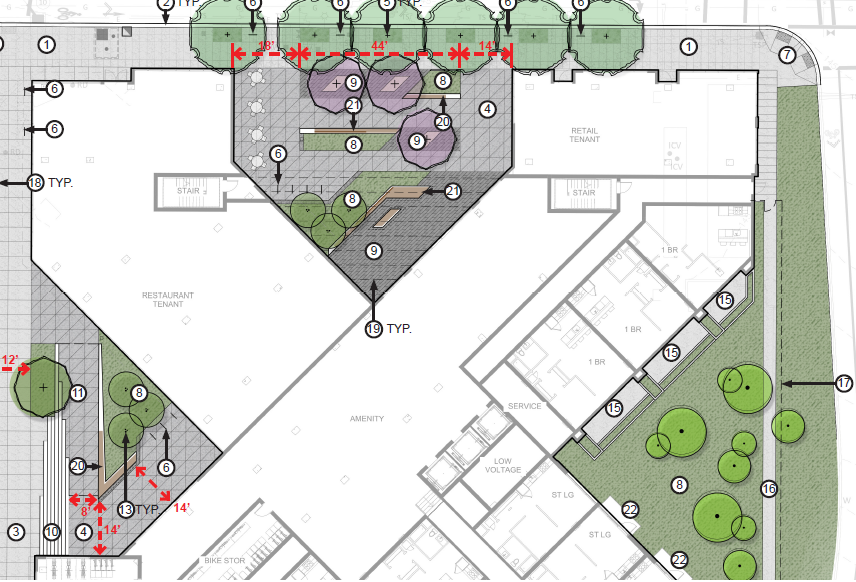 2 TYP. 6 6 5 TYP. 6 6
1 18' 44' 14' 1 7
6 9 8 4
21 20
6 8 9 RETAIL
TENANT
ICV
ICV
6
18 TYP. STAIR 8 21 STAIR
9 1 BR
RESTAURANT
TENANT
19 TYP. 15
1 BR
15
12' 1 BR 17
11 8 15
AMENITY SERVICE
20 6 LOW
VOLTAGE 8 16
8' 13 TYP. 14' ST LG
22
3 10 4 14' ST LG
BIKE STOR 22